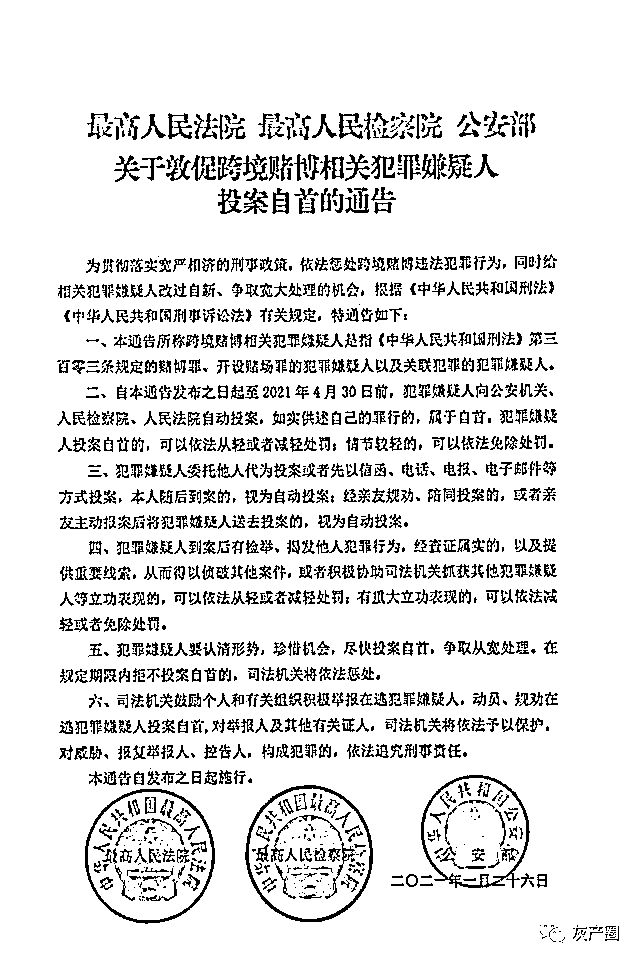 最高人民法院 最高人民检察院 公安部
关于敦促跨境赌博相关犯罪嫌疑人
投案自首的通告
为贯彻落实宽严相济的刑事政策，依法惩处跨境赌博违法犯罪行为，同时给
相关犯罪嫌疑人改过自新、争取宽大处理的机会，根据《中华人民共和国刑法》
《中华人民共和国刑事诉讼法》有关规定，特通告如下：
一、本通告所称跨境赌博相关犯罪嫌疑人是指《中华人民共和国刑法》第三
百零三条规定的赌博罪、开设赌场罪的犯罪嫌疑人以及关联犯罪的犯罪嫌疑人。
二、自本通告发布之日起至2021年4月30日前，犯罪嫌疑人向公安机关、
人民检察院、人民法院自动投案，如实供述自己的罪行的，属于自首。犯罪嫌疑
人投案自首的，可以依法从轻或者减轻处罚；情节较轻的，可以依法免除处罚。
三、犯罪嫌疑人委托他人代为投案或者先以信函、电话、电报、电子邮件等
方式投案，本人随后到案的，视为自动投案；经亲友规劝、陪同投案的，或者亲
友主动报案后将犯罪嫌疑人送去投案的，视为自动投案。
四、犯罪嫌疑人到案后有检举、揭发他人犯罪行为，经查证属实的，以及提
供重要线索，从而得以侦破其他案件，或者积极协助司法机关抓获其他犯罪嫌疑
人等立功表现的，可以依法从轻或者减轻处罚；有重大立功表现的，可以依法减
轻或者免除处罚。
五、犯罪嫌疑人要认清形势，珍惜机会，尽快投案自首，争取从宽处理。在
规定期限内拒不投案自首的，司法机关将依法惩处。
六、司法机关鼓励个人和有关组织积极举报在逃犯罪嫌疑人，动员、规劝在
逃犯罪嫌疑人投案自首，对举报人及其他有关证人，司法机关将依法予以保护。
对威胁、报复举报人、控告人，构成犯罪的，依法追究刑事责任。
本通告自发布之日起施行。
中华人民共和国最高人民法院
最高人民法院
中华人民共和国最高人民检察院
最高人民检察院
中华人民共和国公安部
安 部
二〇二一年一月二十六日
灰产圈